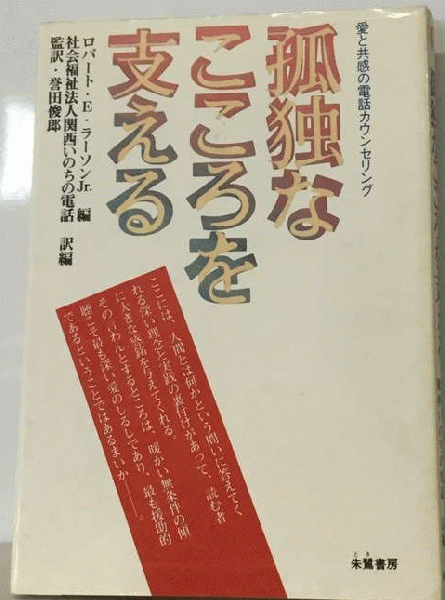 愛と共感の電話カウンセリング
孤独な
こころを
支える
ロバート・E・ラーソンJr. 編
社会福祉法人関西いのちの電話 訳編
監訳・誉田俊郎
ここには、人間とは何かという問いに答えてく
れる深い理念と実践の裏付けがあって、読む者
に大きな感銘を与えてくれる。
その言わんとするところは、暖かい無条件の傾
聴こそ最も深い愛のしるしであり、最も援助的
であるということではあるまいか――。
とき
朱鷺書房